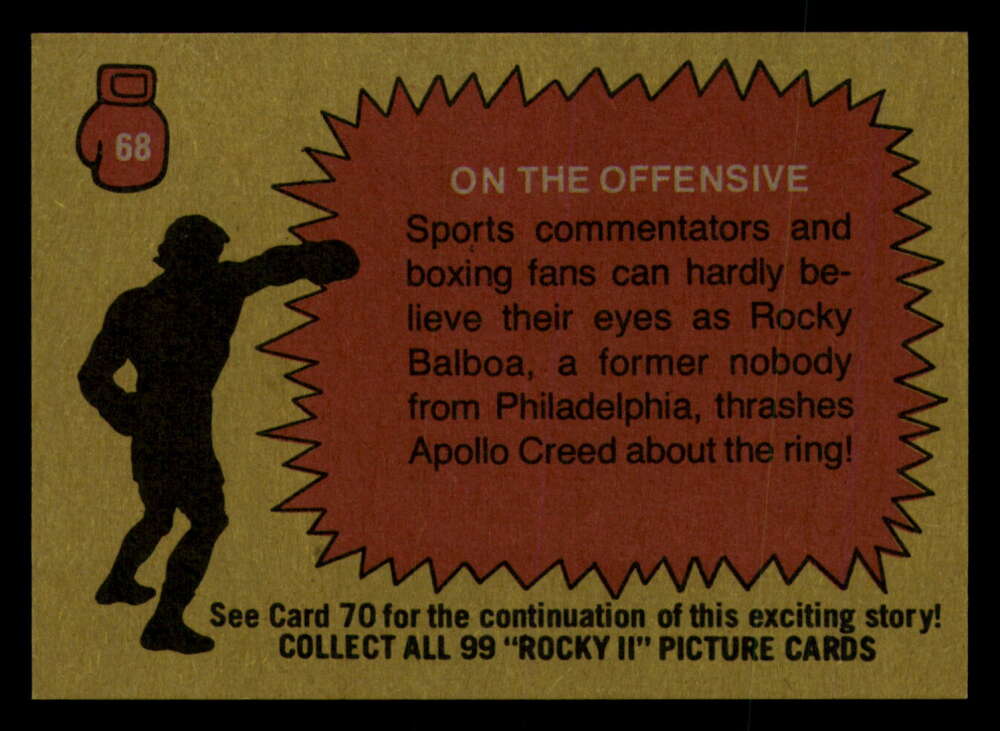 68
ON THE OFFENSIVE
Sports commentators and
boxing fans can hardly be-
lieve their eyes as Rocky
Balboa, a former nobody
from Philadelphia, thrashes
Apollo Creed about the ring!
See Card 70 for the continuation of this exciting story!
COLLECT ALL 99 "ROCKY II" PICTURE CARDS